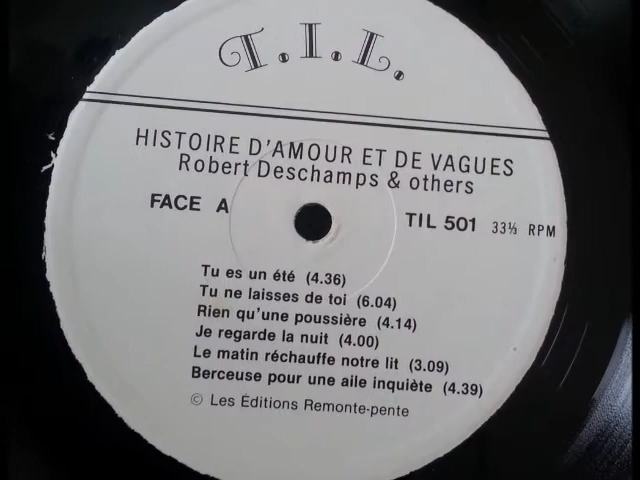 T.I.L.
HISTOIRE D'AMOUR ET DE VAGUES
Robert Deschamps & others
FACE A
TIL 501 33⅓ RPM
Tu es un été (4.36)
Tu ne laisses de toi (6.04)
Rien qu'une poussière (4.14)
Je regarde la nuit (4.00)
Le matin réchauffe notre lit (3.09)
Berceuse pour une aile inquiète (4.39)
© Les Éditions Remonte-pente